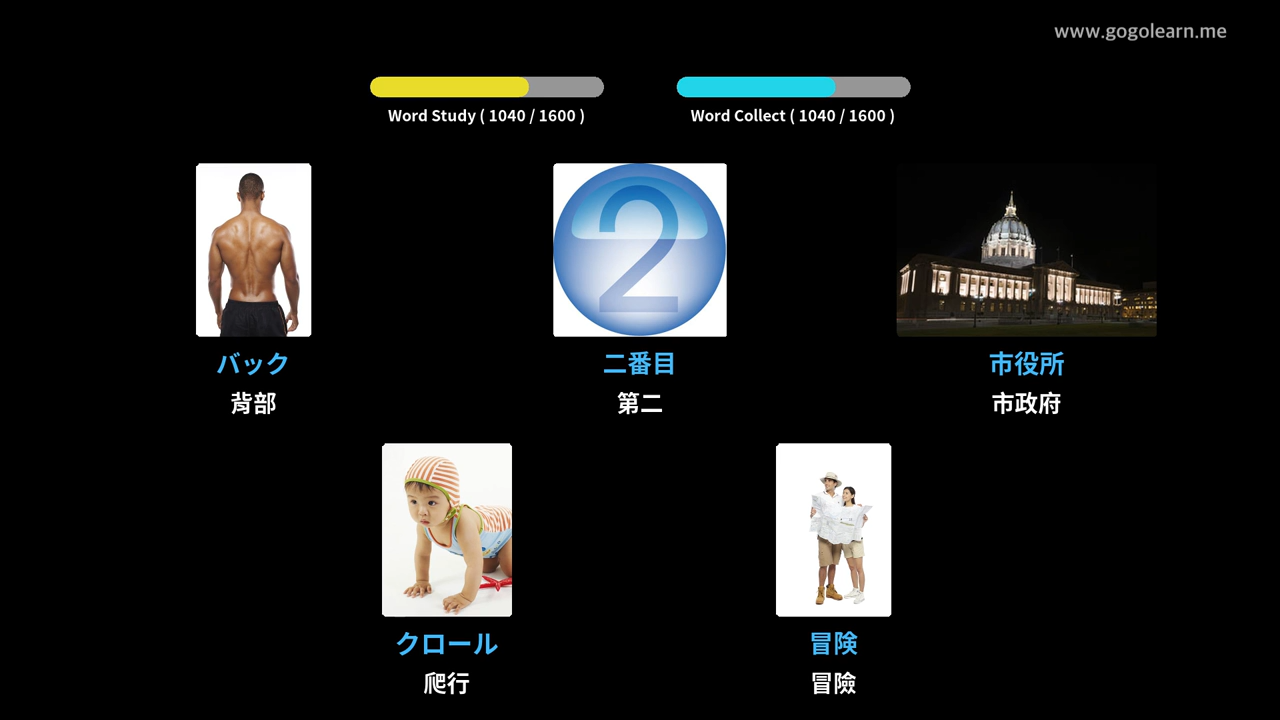 www.gogolearn.me
Word Study ( 1040 / 1600 )
Word Collect ( 1040 / 1600 )
2
バック
背部
二番目
第二
市役所
市政府
クロール
爬行
冒険
冒險